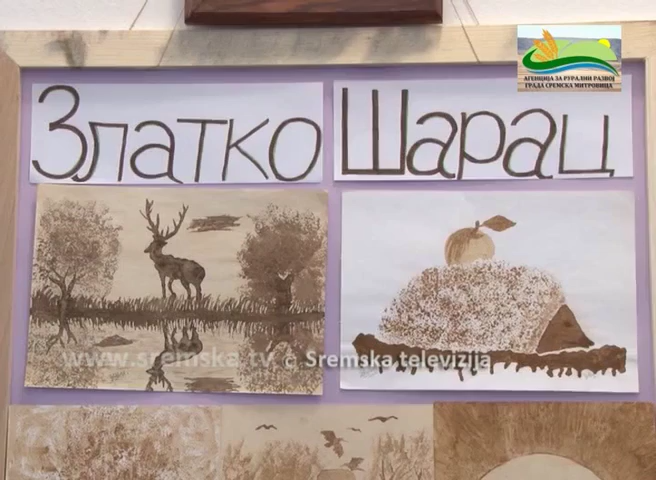 АГЕНЦИЈА ЗА РУРАЛНИ РАЗВОЈ
ГРАДА СРЕМСКА МИТРОВИЦА
Златко Шарац
www.sremska.tv © Sremska televizija